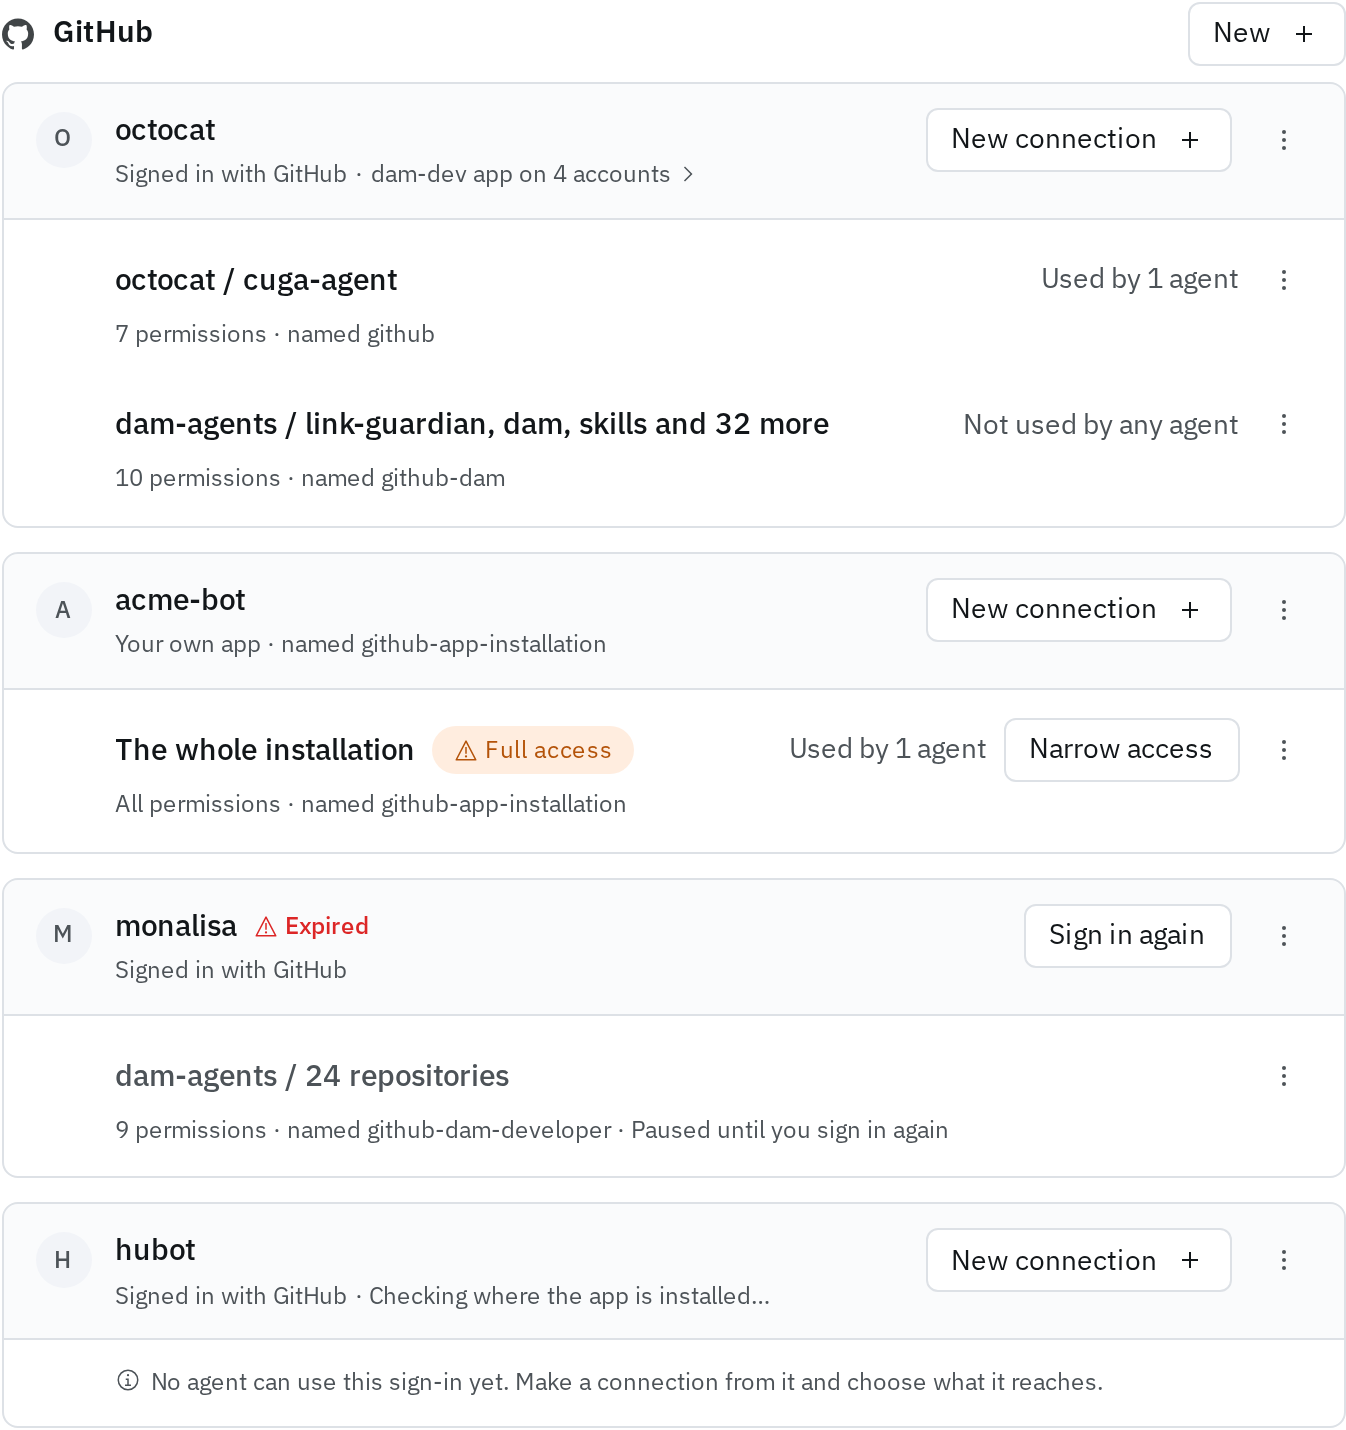 GitHub
New +
O
octocat
New connection +
Signed in with GitHub · dam-dev app on 4 accounts >
octocat / cuga-agent
Used by 1 agent
7 permissions · named github
dam-agents / link-guardian, dam, skills and 32 more
Not used by any agent
10 permissions · named github-dam
A
acme-bot
New connection +
Your own app · named github-app-installation
The whole installation
Full access
Used by 1 agent
Narrow access
All permissions · named github-app-installation
M
monalisa
Expired
Sign in again
Signed in with GitHub
dam-agents / 24 repositories
9 permissions · named github-dam-developer · Paused until you sign in again
H
hubot
New connection +
Signed in with GitHub · Checking where the app is installed...
No agent can use this sign-in yet. Make a connection from it and choose what it reaches.